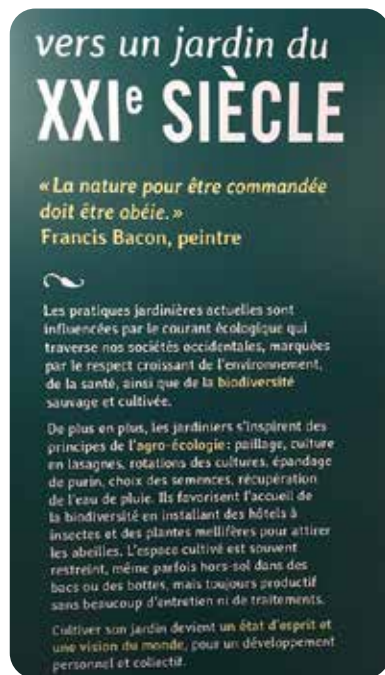 vers un jardin du
XXIe SIÈCLE
« La nature pour être commandée
doit être obéie. »
Francis Bacon, peintre
Les pratiques jardinières actuelles sont
influencées par le courant écologique qui
traverse nos sociétés occidentales, marquées
par le respect croissant de l'environnement,
de la santé, ainsi que de la biodiversité
sauvage et cultivée.
De plus en plus, les jardiniers s'inspirent des
principes de l'agro-écologie : paillage, culture
en lasagnes, rotations des cultures, épandage
de purin, choix des semences, récupération
de l'eau de pluie. Ils favorisent l'accueil de
la biodiversité en installant des hôtels à
insectes et des plantes mellifères pour attirer
les abeilles. L'espace cultivé est souvent
restreint, même parfois hors-sol dans des
bacs ou des bottes, mais toujours productif
sans beaucoup d'entretien ni de traitements.
Cultiver son jardin devient un état d'esprit et
une vision du monde, pour un développement
personnel et collectif.